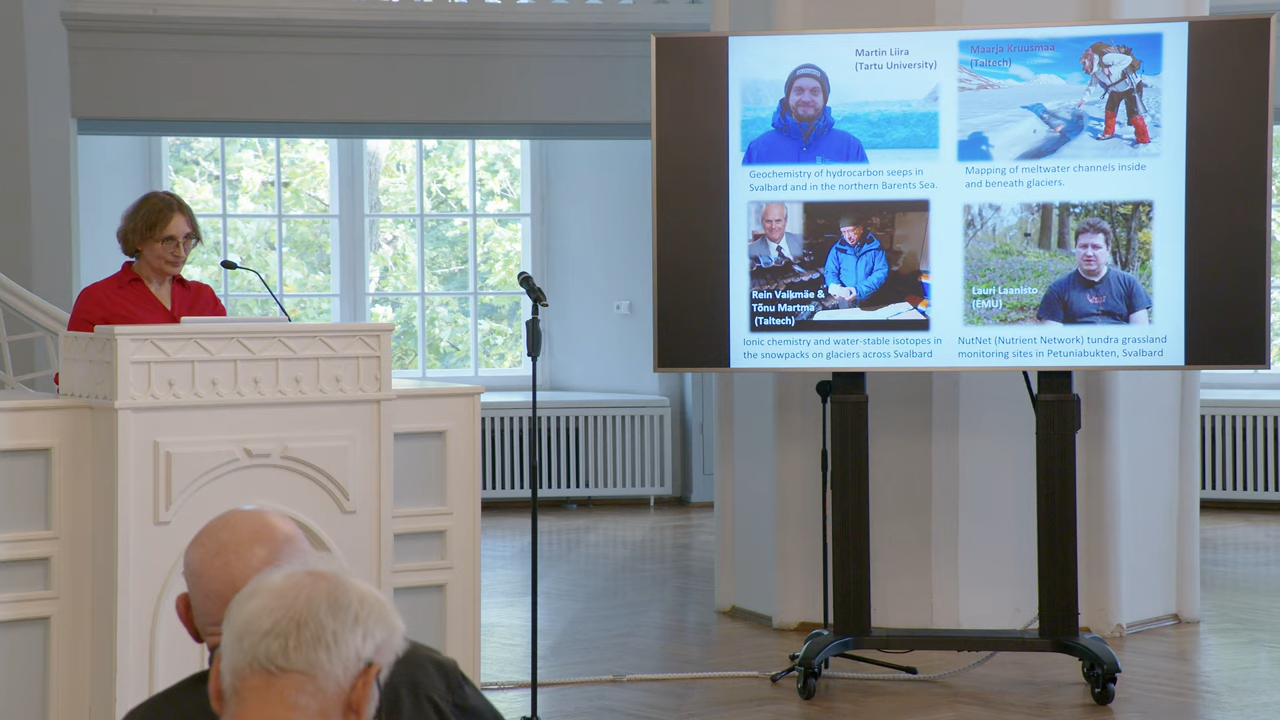 Martin Liira
(Tartu University)
Geochemistry of hydrocarbon seeps in
Svalbard and in the northern Barents Sea.
Maarja Kruusmaa
(Taltech)
Mapping of meltwater channels inside
and beneath glaciers.
Rein Vaikmäe &
Tõnu Martma
(Taltech)
Ionic chemistry and water-stable isotopes in
the snowpacks on glaciers across Svalbard
Lauri Laanisto
(EMU)
NutNet (Nutrient Network) tundra grassland
monitoring sites in Petuniabukten, Svalbard